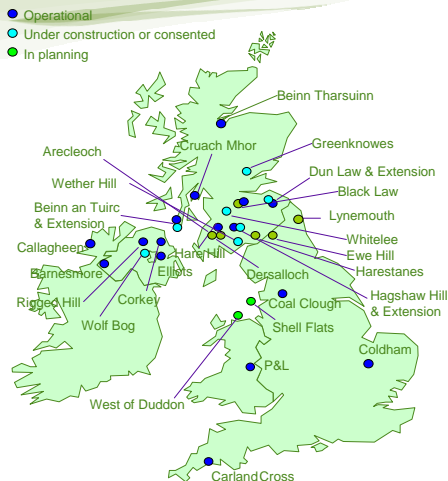 Operational
Under construction or consented
In planning
Beinn Tharsuinn
Arecleoch
Cruach Mhor
Greenknowes
Wether Hill
Dun Law & Extension
Black Law
Beinn an Tuirc
& Extension
Lynemouth
Whitelee
Callagheen
Hare Hill
Ewe Hill
Barnesmore
Elliots
Dersalloch
Harestanes
Rigged Hill
Corkey
Coal Clough
Hagshaw Hill
& Extension
Wolf Bog
Shell Flats
Coldham
P&L
West of Duddon
Carland Cross